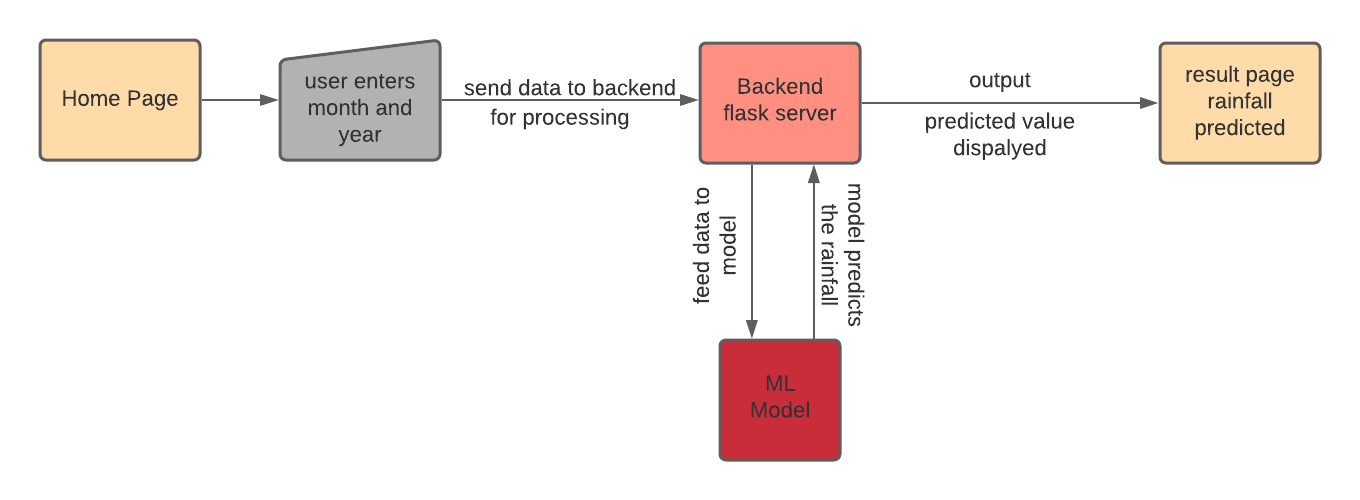 Home Page
user enters
month and
year
send data to backend
for processing
Backend
flask server
output
predicted value
dispalyed
result page
rainfall
predicted
feed data to
model
model predicts
the rainfall
ML
Model